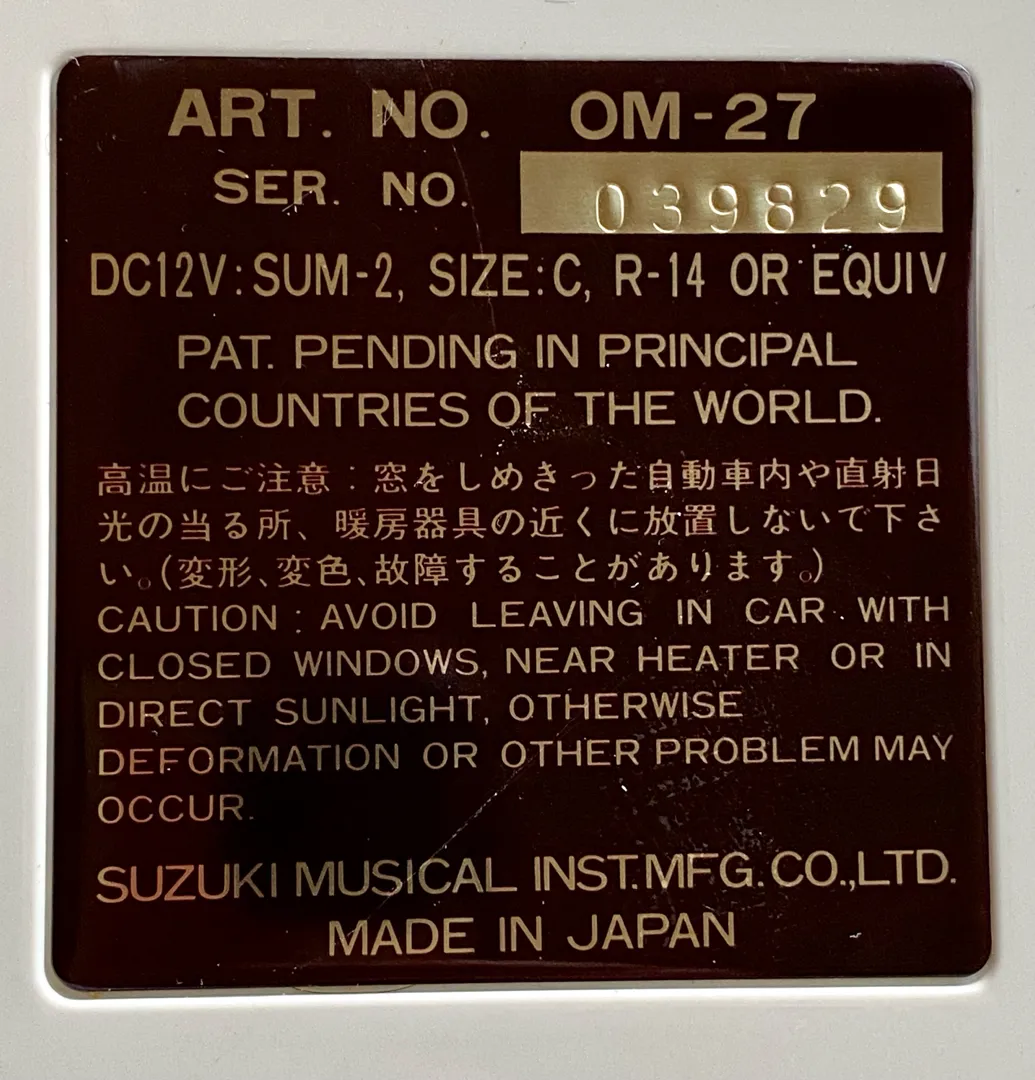 ART. NO. OM-27
SER. NO. 039829
DC12V:SUM-2, SIZE:C, R-14 OR EQUIV
PAT. PENDING IN PRINCIPAL
COUNTRIES OF THE WORLD.
高温にご注意:窓をしめきった自動車内や直射日
光の当る所、暖房器具の近くに放置しないで下さ
い。(変形、変色、故障することがあります。)
CAUTION : AVOID LEAVING IN CAR WITH
CLOSED WINDOWS, NEAR HEATER OR IN
DIRECT SUNLIGHT, OTHERWISE
DEFORMATION OR OTHER PROBLEM MAY
OCCUR.
SUZUKI MUSICAL INST.MFG.CO.,LTD.
MADE IN JAPAN